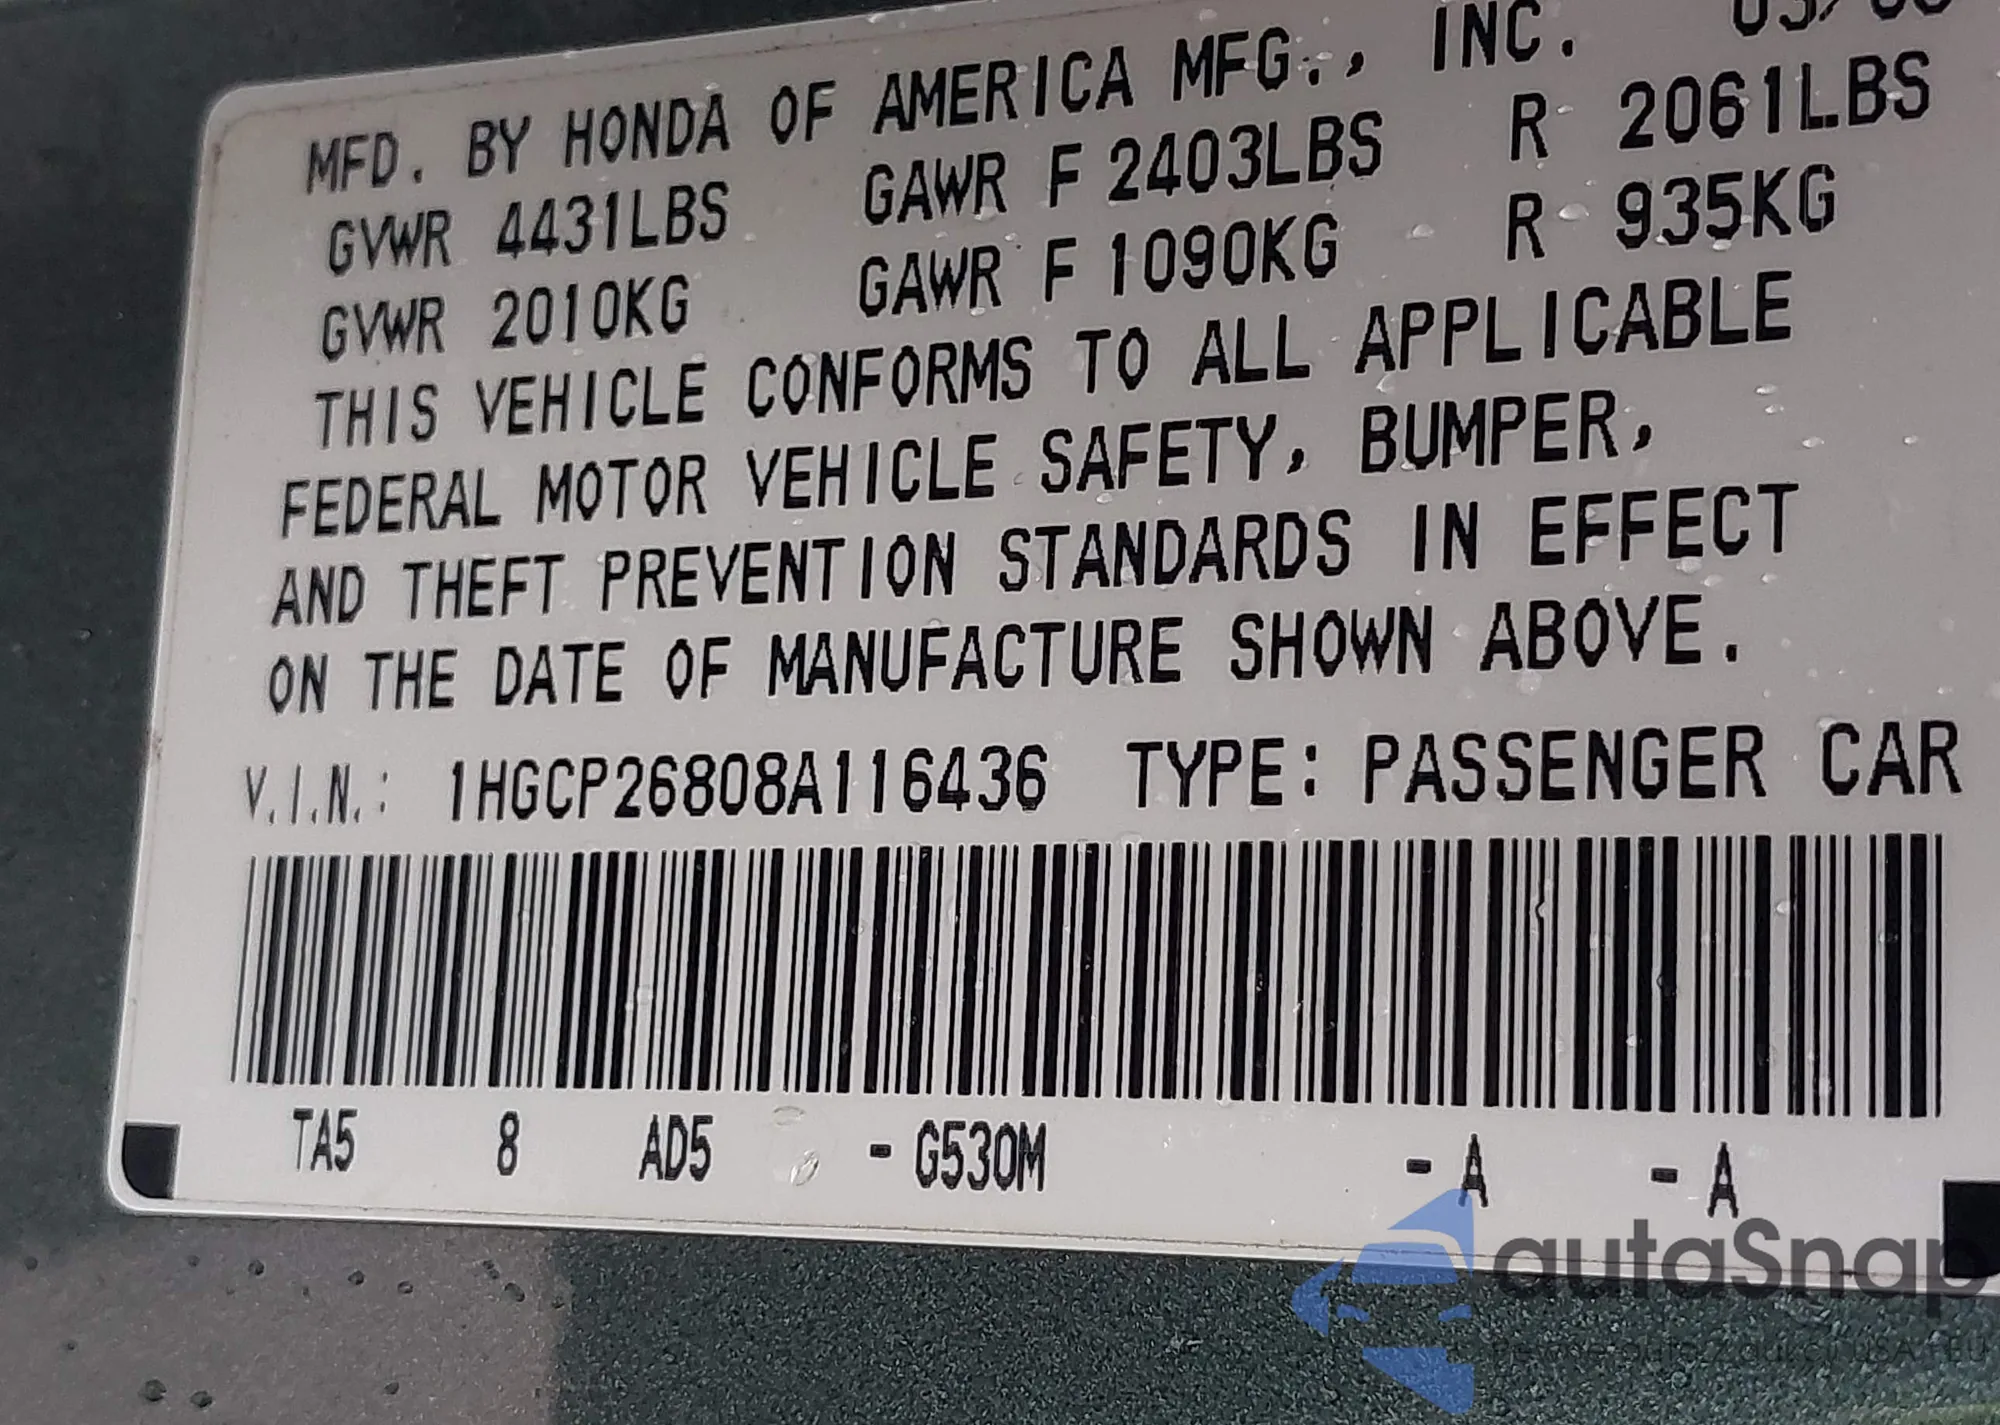 MFD. BY HONDA OF AMERICA MFG., INC.
GVWR 4431LBS GAWR F 2403LBS R 2061LBS
GVWR 2010KG GAWR F 1090KG R 935KG
THIS VEHICLE CONFORMS TO ALL APPLICABLE
FEDERAL MOTOR VEHICLE SAFETY, BUMPER,
AND THEFT PREVENTION STANDARDS IN EFFECT
ON THE DATE OF MANUFACTURE SHOWN ABOVE.
V.I.N.: 1HGCP26808A116436 TYPE: PASSENGER CAR
TA5 8 AD5 - G530M - A - A
autoSnap